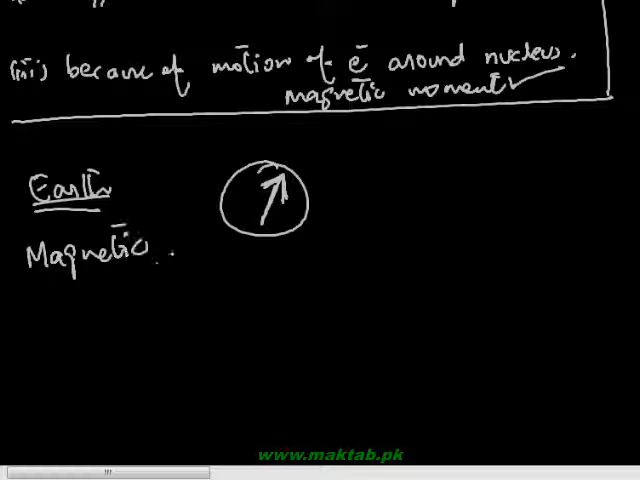 (iii) because of motion of e̅ around nucleus.
magnetic moment
Earth
Magnetic
www.maktab.pk